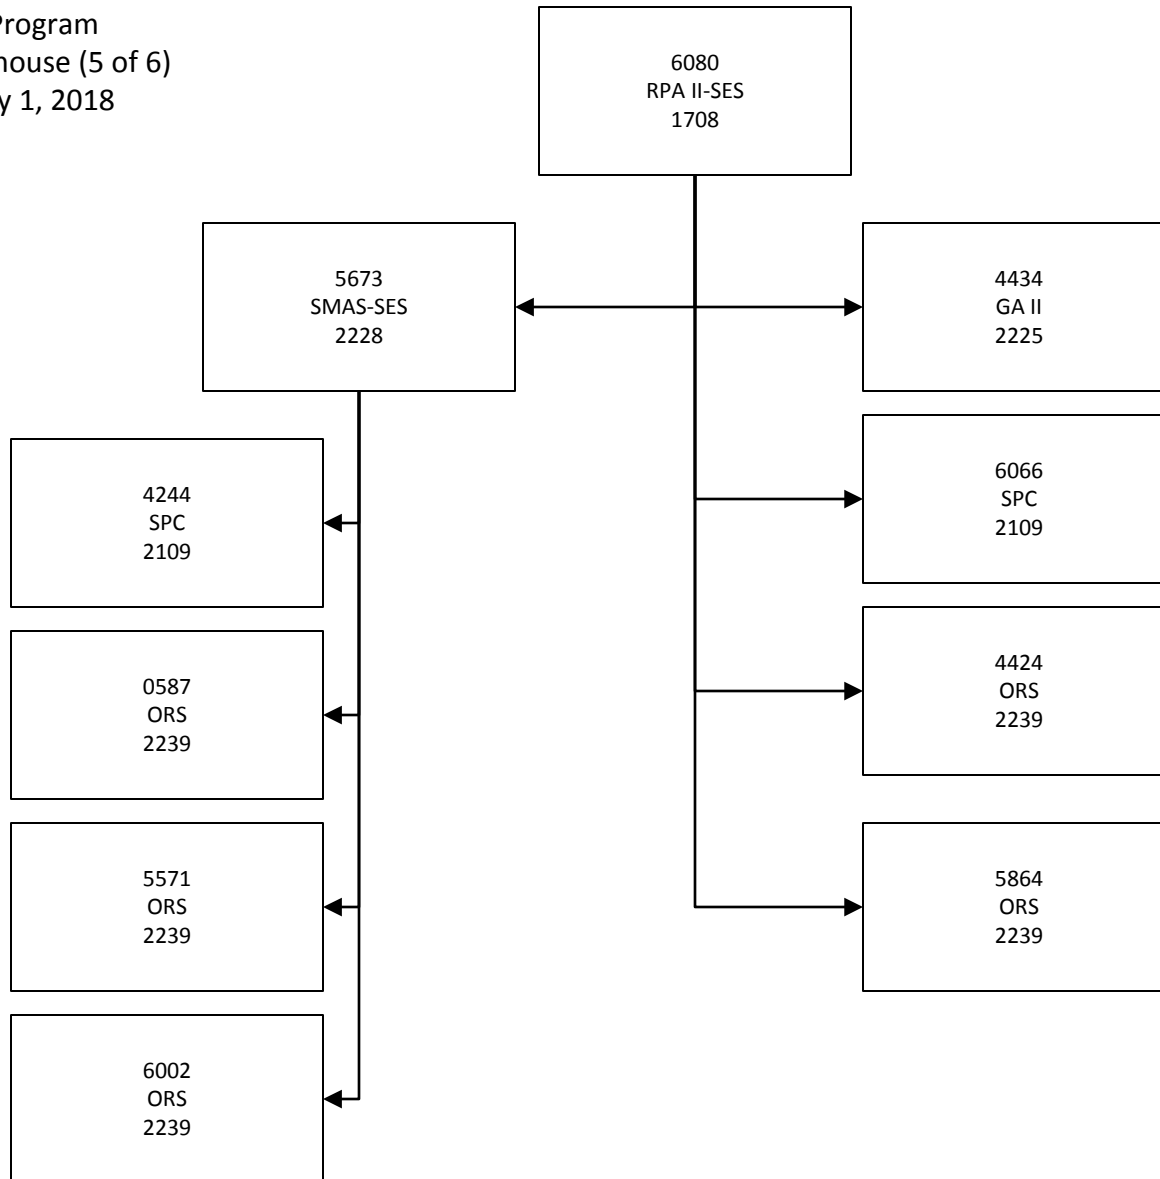 Program
(5 of 6)
1, 2018
6080
RPA II-SES
1708
5673
SMAS-SES
2228
4434
GA II
2225
4244
SPC
2109
6066
SPC
2109
0587
ORS
2239
4424
ORS
2239
5571
ORS
2239
5864
ORS
2239
6002
ORS
2239